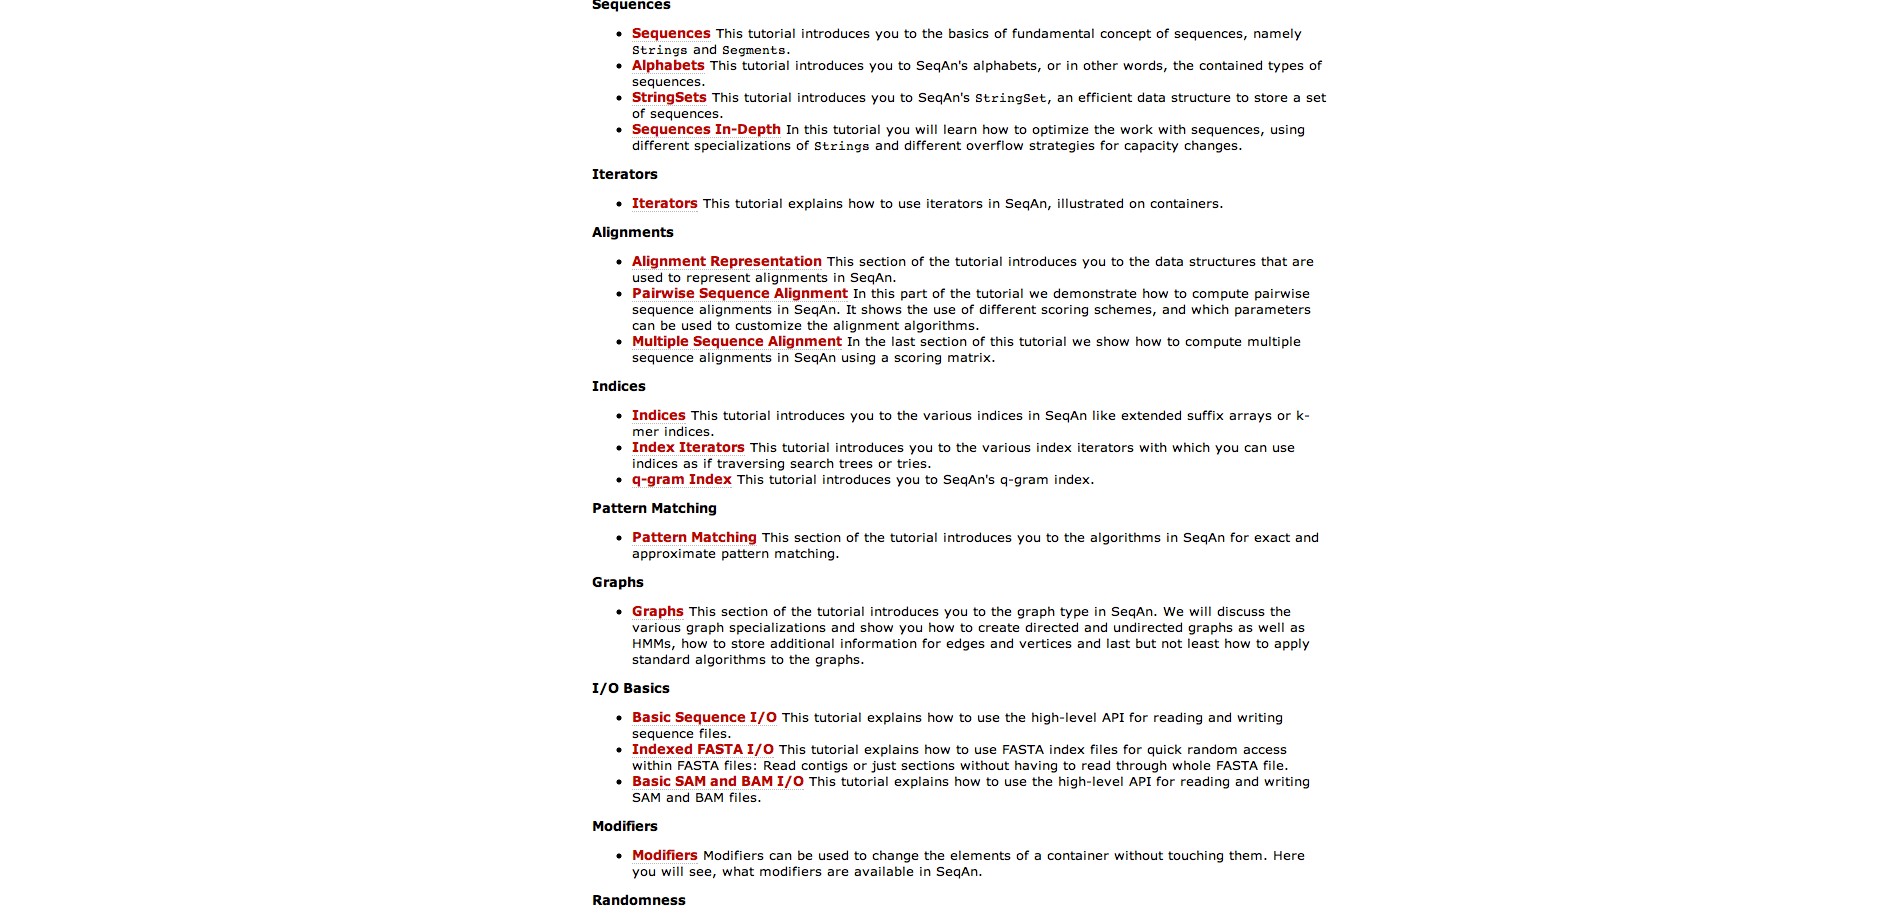 Sequences
Sequences This tutorial introduces you to the basics of fundamental concept of sequences, namely
Strings and Segments.
Alphabets This tutorial introduces you to SeqAn's alphabets, or in other words, the contained types of
sequences.
StringSets This tutorial introduces you to SeqAn's StringSet, an efficient data structure to store a set
of sequences.
Sequences In-Depth In this tutorial you will learn how to optimize the work with sequences, using
different specializations of Strings and different overflow strategies for capacity changes.
Iterators
Iterators This tutorial explains how to use iterators in SeqAn, illustrated on containers.
Alignments
Alignment Representation This section of the tutorial introduces you to the data structures that are
used to represent alignments in SeqAn.
Pairwise Sequence Alignment In this part of the tutorial we demonstrate how to compute pairwise
sequence alignments in SeqAn. It shows the use of different scoring schemes, and which parameters
can be used to customize the alignment algorithms.
Multiple Sequence Alignment In the last section of this tutorial we show how to compute multiple
sequence alignments in SeqAn using a scoring matrix.
Indices
Indices This tutorial introduces you to the various indices in SeqAn like extended suffix arrays or k-
mer indices.
Index Iterators This tutorial introduces you to the various index iterators with which you can use
indices as if traversing search trees or tries.
q-gram Index This tutorial introduces you to SeqAn's q-gram index.
Pattern Matching
Pattern Matching This section of the tutorial introduces you to the algorithms in SeqAn for exact and
approximate pattern matching.
Graphs
Graphs This section of the tutorial introduces you to the graph type in SeqAn. We will discuss the
various graph specializations and show you how to create directed and undirected graphs as well as
HMMs, how to store additional information for edges and vertices and last but not least how to apply
standard algorithms to the graphs.
I/O Basics
Basic Sequence I/O This tutorial explains how to use the high-level API for reading and writing
sequence files.
Indexed FASTA I/O This tutorial explains how to use FASTA index files for quick random access
within FASTA files: Read contigs or just sections without having to read through whole FASTA file.
Basic SAM and BAM I/O This tutorial explains how to use the high-level API for reading and writing
SAM and BAM files.
Modifiers
Modifiers Modifiers can be used to change the elements of a container without touching them. Here
you will see, what modifiers are available in SeqAn.
Randomness